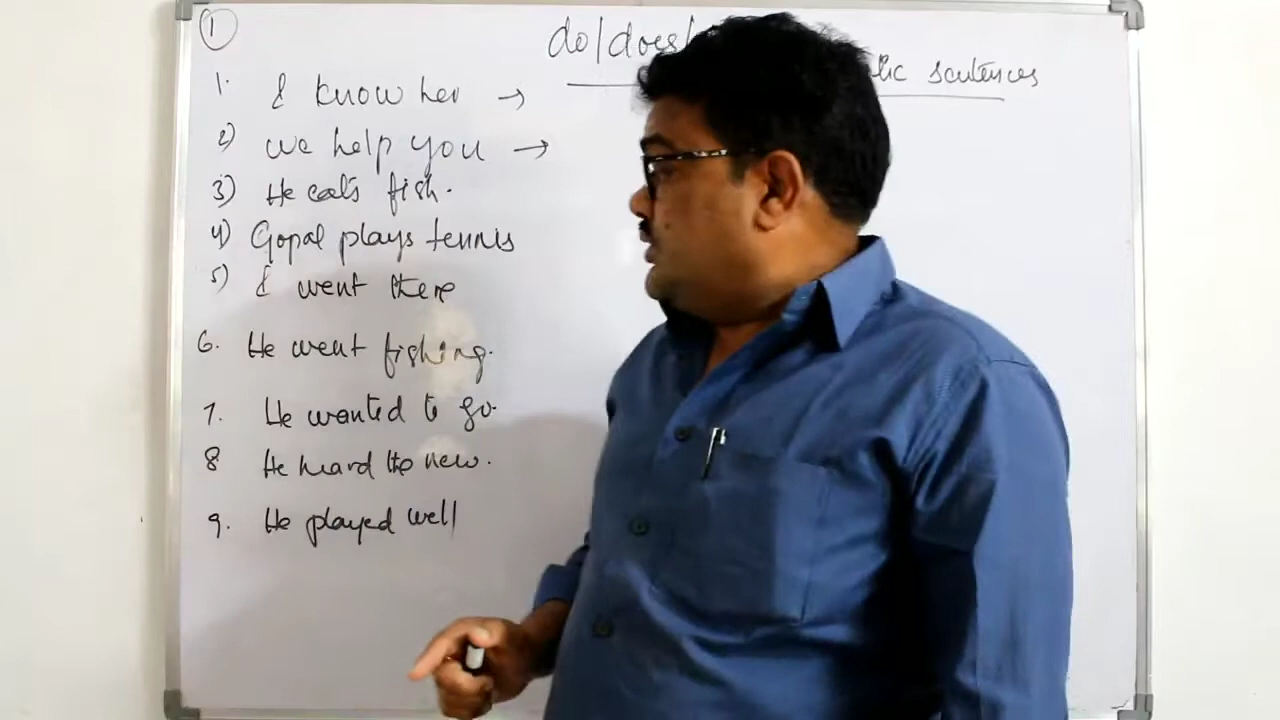 1
do/does/
tic sentences
1. I know her →
2) we help you →
3) He eats fish.
4) Gopal plays tennis
5) I went there
6. He went fishing.
7. He wanted to go.
8 He heard the new.
9. He played well